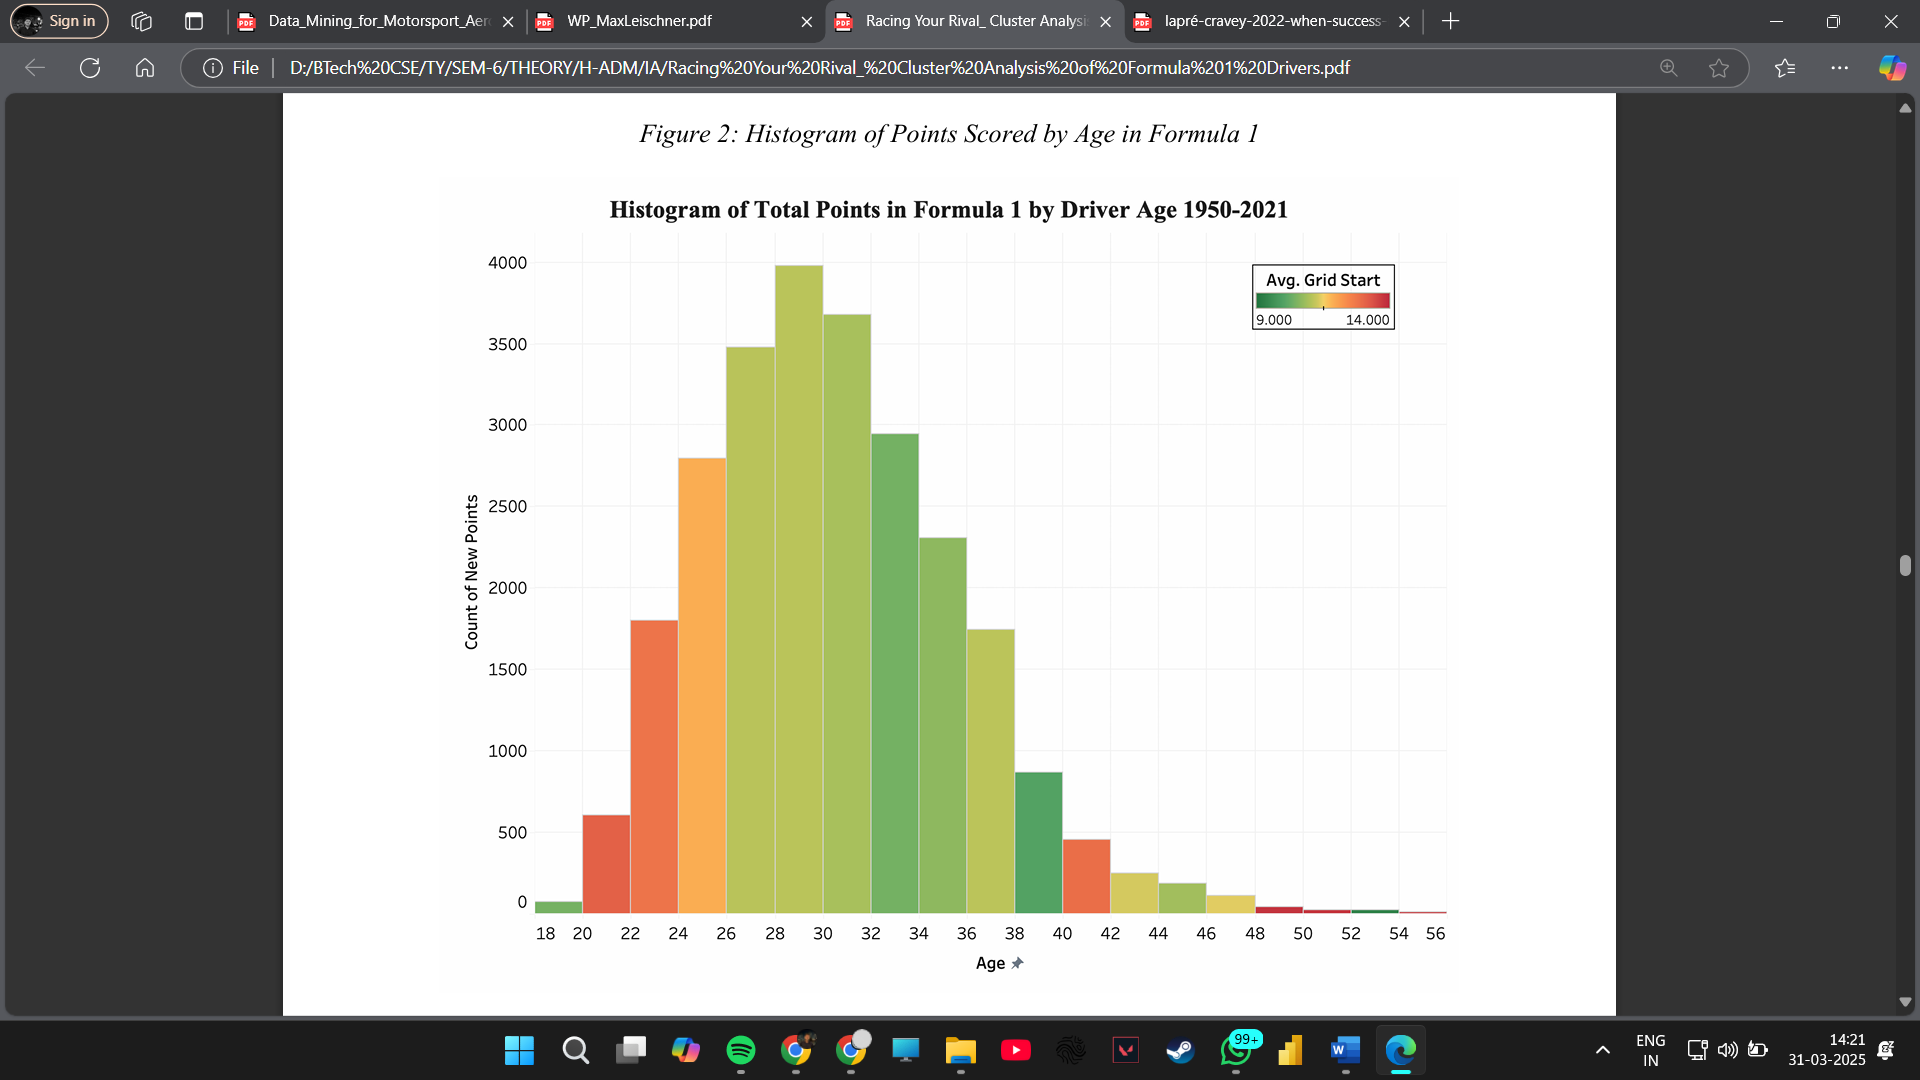 Sign in
Data_Mining_for_Motorsport_Aer
WP_MaxLeischner.pdf
Racing Your Rival_ Cluster Analysi
lapré-cravey-2022-when-success-
File
D:/BTech%20CSE/TY/SEM-6/THEORY/H-ADM/IA/Racing%20Your%20Rival_%20Cluster%20Analysis%20of%20Formula%201%20Drivers.pdf
Figure 2: Histogram of Points Scored by Age in Formula 1
Histogram of Total Points in Formula 1 by Driver Age 1950-2021
Avg. Grid Start
9.000 14.000
Count of New Points
4000
3500
3000
2500
2000
1500
1000
500
0
18 20 22 24 26 28 30 32 34 36 38 40 42 44 46 48 50 52 54 56
Age
99+
ENG
IN
14:21
31-03-2025